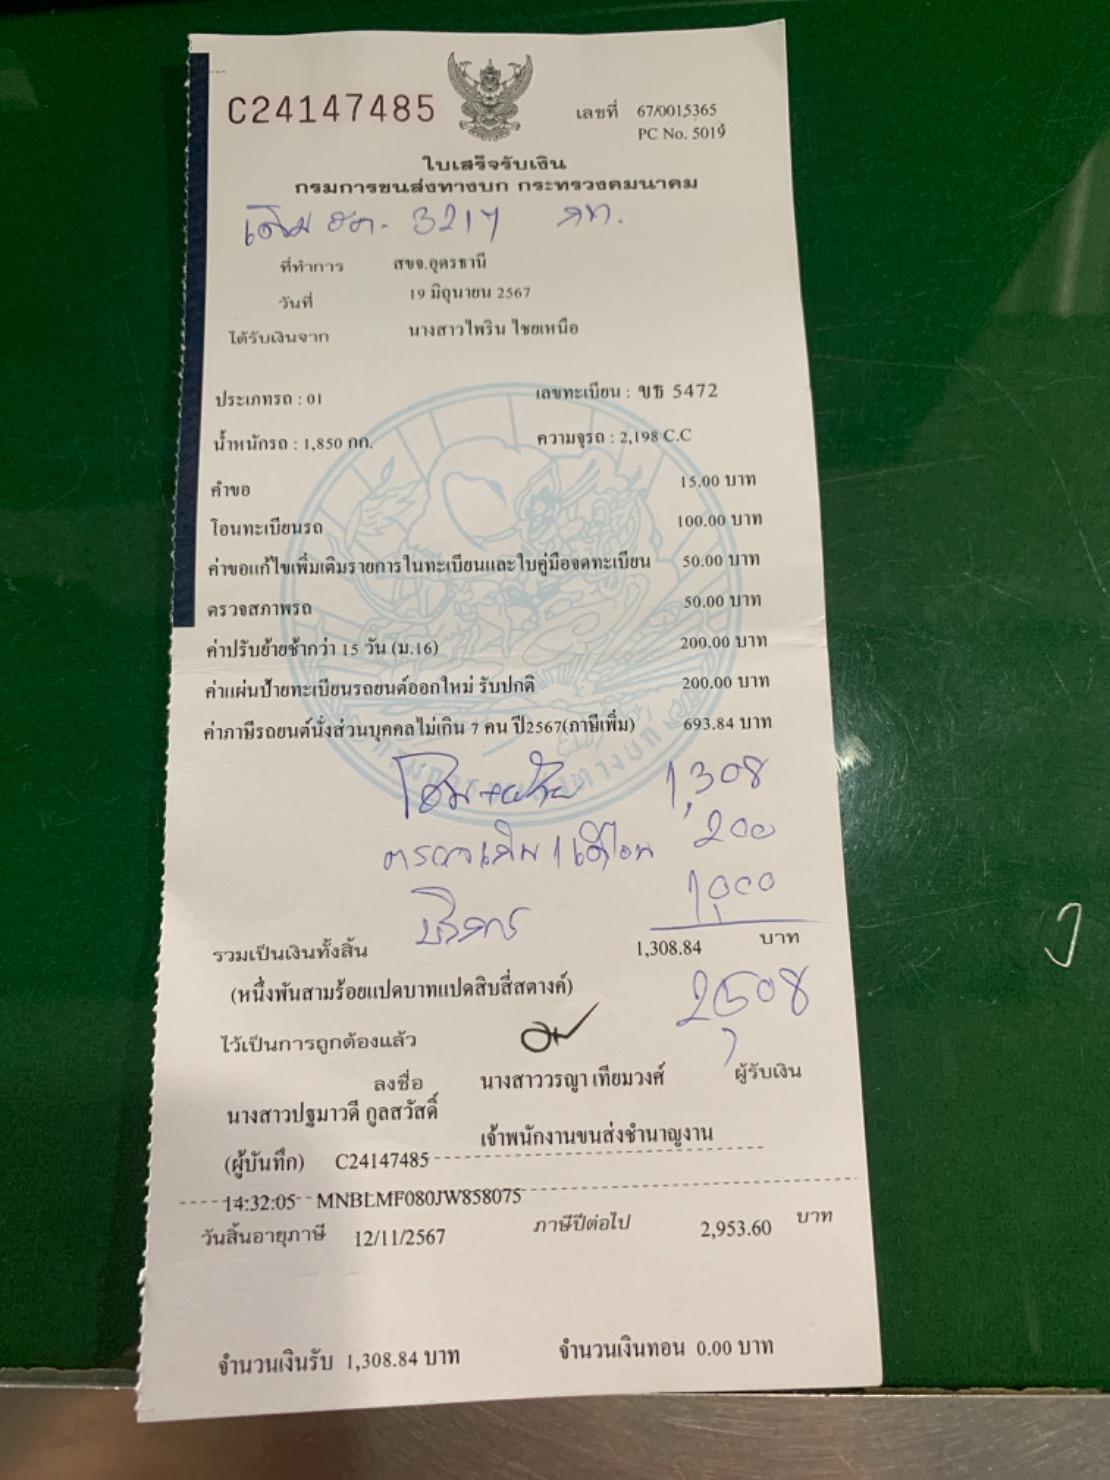 C24147485
เลขที่ 67/0015365
PC No. 5019
ใบเสร็จรับเงิน
กรมการขนส่งทางบก กระทรวงคมนาคม
เดิม 3217 กท.
ที่ทำการ สขจ.อุดรธานี
วันที่ 19 มิถุนายน 2567
ได้รับเงินจาก นางสาวไพริน ไชยเหนือ
ประเภทรถ : 01 เลขทะเบียน : ขธ 5472
น้ำหนักรถ : 1,850 กก. ความจุรถ : 2,198 C.C
คำขอ 15.00 บาท
โอนทะเบียนรถ 100.00 บาท
ค่าขอแก้ไขเพิ่มเติมรายการในทะเบียนและใบคู่มือจดทะเบียน 50.00 บาท
ตรวจสภาพรถ 50.00 บาท
ค่าปรับย้ายช้ากว่า 15 วัน (ม.16) 200.00 บาท
ค่าแผ่นป้ายทะเบียนรถยนต์ออกใหม่ รับปกติ 200.00 บาท
ค่าภาษีรถยนต์นั่งส่วนบุคคลไม่เกิน 7 คน ปี2567(ภาษีเพิ่ม) 693.84 บาท
โอน+ย้าย 1,308
ตรวจ 200
บริการ 1,000
รวมเป็นเงินทั้งสิ้น 1,308.84 บาท
(หนึ่งพันสามร้อยแปดบาทแปดสิบสี่สตางค์) 2,508
ไว้เป็นการถูกต้องแล้ว
ลงชื่อ นางสาววรญา เทียมวงศ์ ผู้รับเงิน
นางสาวปฐมาวดี กูลสวัสดิ์
เจ้าพนักงานขนส่งชำนาญงาน
(ผู้บันทึก) C24147485
14:32:05 MNBLMF080JW858075
วันสิ้นอายุภาษี 12/11/2567 ภาษีปีต่อไป 2,953.60 บาท
จำนวนเงินรับ 1,308.84 บาท จำนวนเงินทอน 0.00 บาท